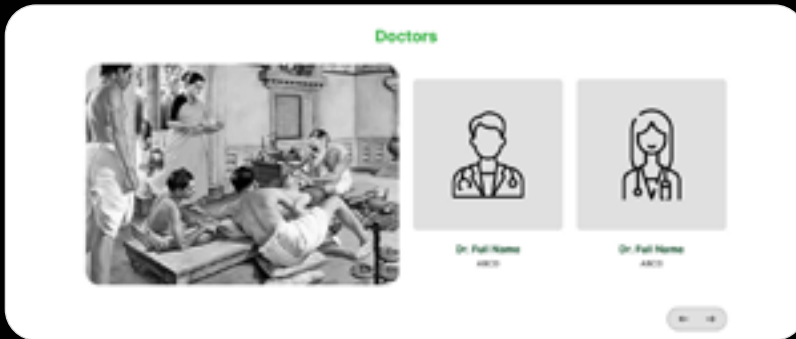 Doctors
Dr. Full Name
ABCD
Dr. Full Name
ABCD